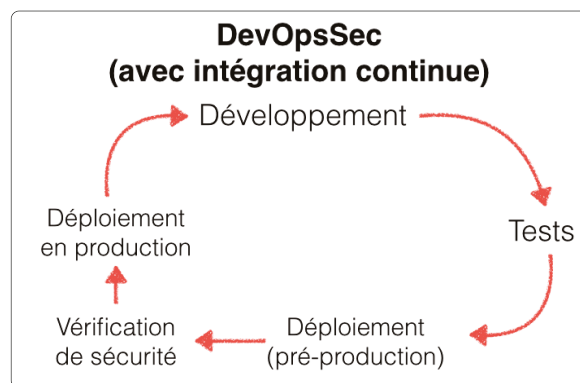 DevOpsSec
(avec intégration continue)
Développement
Tests
Déploiement
(pré-production)
Vérification
de sécurité
Déploiement
en production